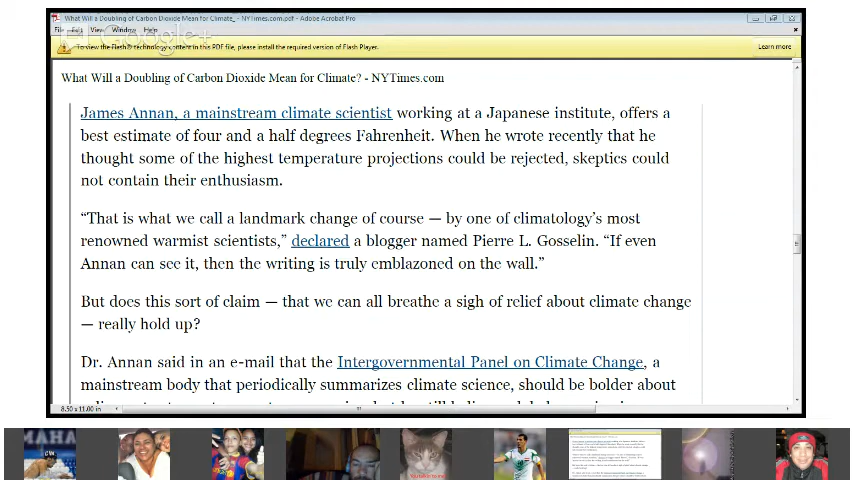 What Will a Doubling of Carbon Dioxide Mean for Climate_ - NYTimes.com.pdf - Adobe Acrobat Pro
File Edit View Window Help
Google+
To view the Flash® technology content in this PDF file, please install the required version of Flash Player.
Learn more
What Will a Doubling of Carbon Dioxide Mean for Climate? - NYTimes.com
James Annan, a mainstream climate scientist working at a Japanese institute, offers a
best estimate of four and a half degrees Fahrenheit. When he wrote recently that he
thought some of the highest temperature projections could be rejected, skeptics could
not contain their enthusiasm.
“That is what we call a landmark change of course — by one of climatology’s most
renowned warmist scientists,” declared a blogger named Pierre L. Gosselin. “If even
Annan can see it, then the writing is truly emblazoned on the wall.”
But does this sort of claim — that we can all breathe a sigh of relief about climate change
— really hold up?
Dr. Annan said in an e-mail that the Intergovernmental Panel on Climate Change, a
mainstream body that periodically summarizes climate science, should be bolder about
8.50 x 11.00 in